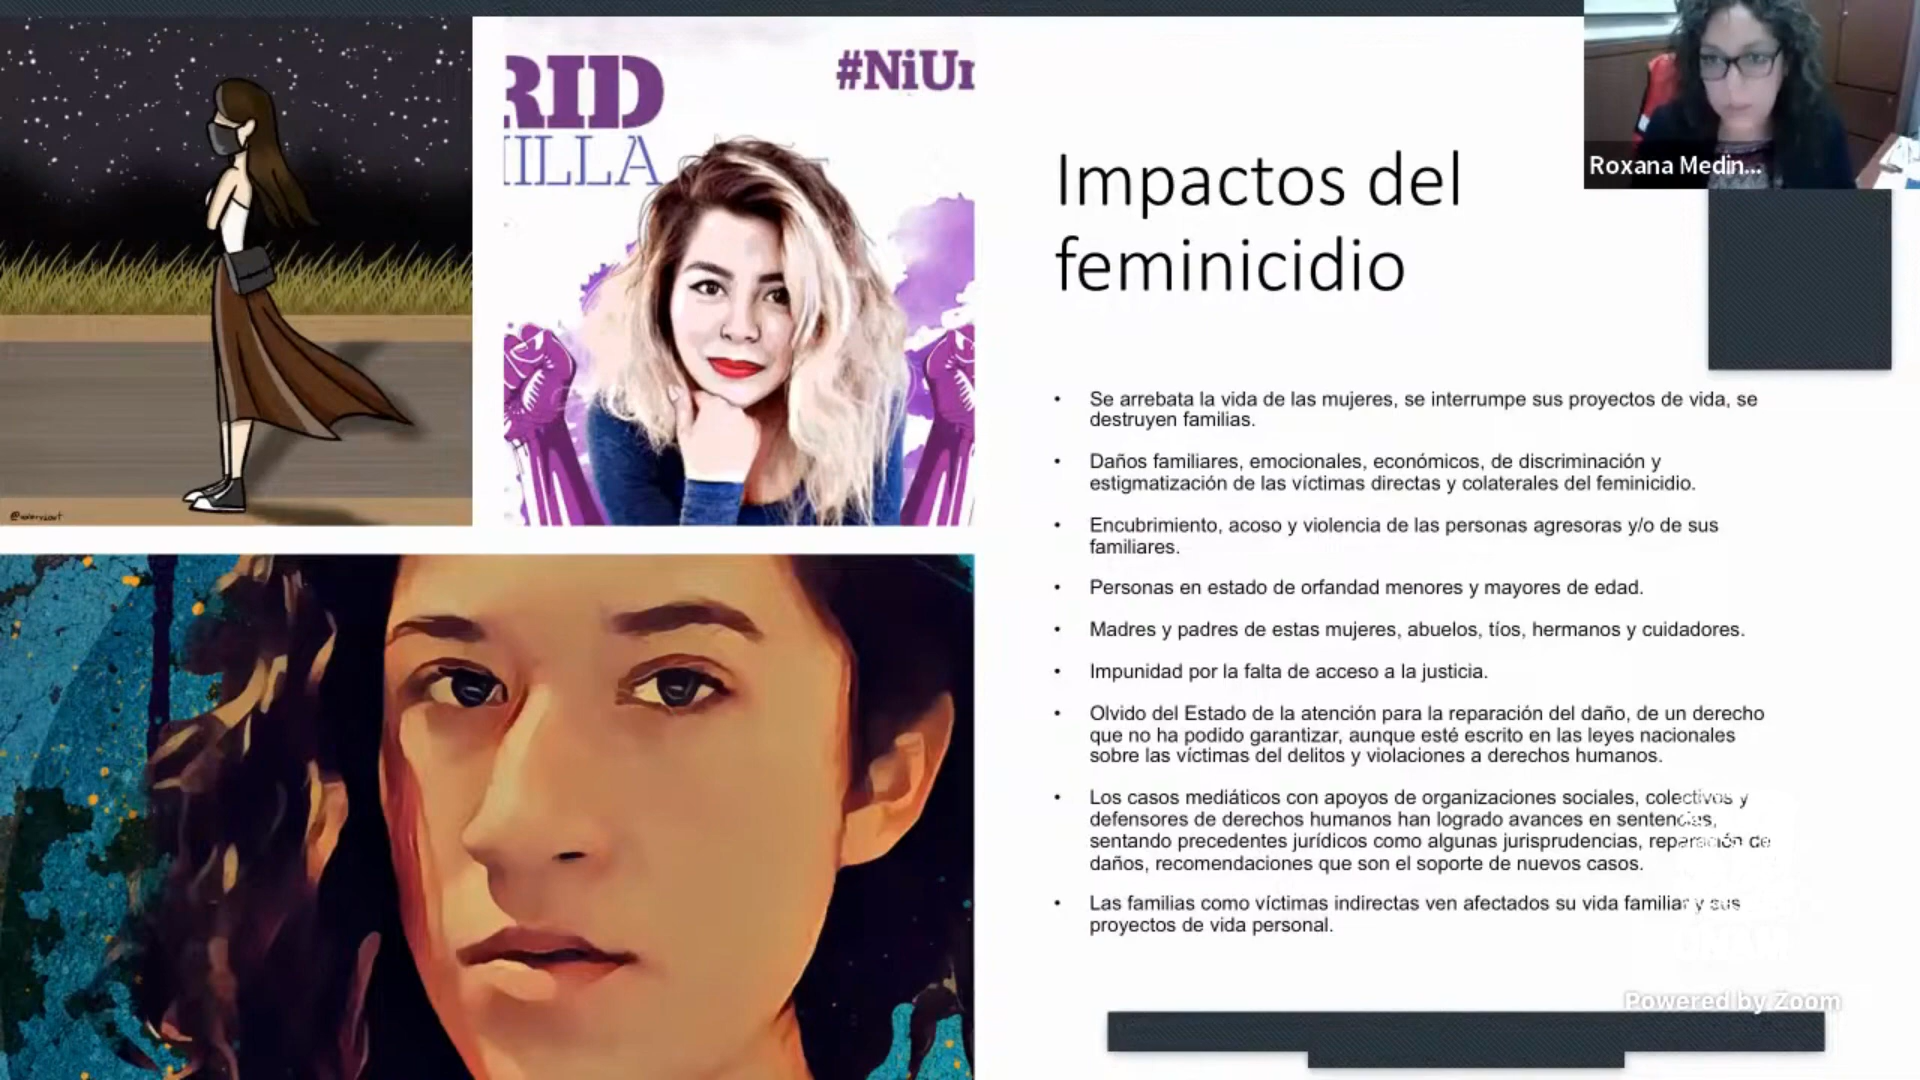 RID
ILLA
#NiUn
Roxana Medin...
Impactos del
feminicidio
• Se arrebata la vida de las mujeres, se interrumpe sus proyectos de vida, se
destruyen familias.
• Daños familiares, emocionales, económicos, de discriminación y
estigmatización de las víctimas directas y colaterales del feminicidio.
• Encubrimiento, acoso y violencia de las personas agresoras y/o de sus
familiares.
• Personas en estado de orfandad menores y mayores de edad.
• Madres y padres de estas mujeres, abuelos, tíos, hermanos y cuidadores.
• Impunidad por la falta de acceso a la justicia.
• Olvido del Estado de la atención para la reparación del daño, de un derecho
que no ha podido garantizar, aunque esté escrito en las leyes nacionales
sobre las víctimas del delitos y violaciones a derechos humanos.
• Los casos mediáticos con apoyos de organizaciones sociales, colectivos y
defensores de derechos humanos han logrado avances en sentencias,
sentando precedentes jurídicos como algunas jurisprudencias, reparación de
daños, recomendaciones que son el soporte de nuevos casos.
• Las familias como víctimas indirectas ven afectados su vida familiar y sus
proyectos de vida personal.
UNAM
Powered by Zoom